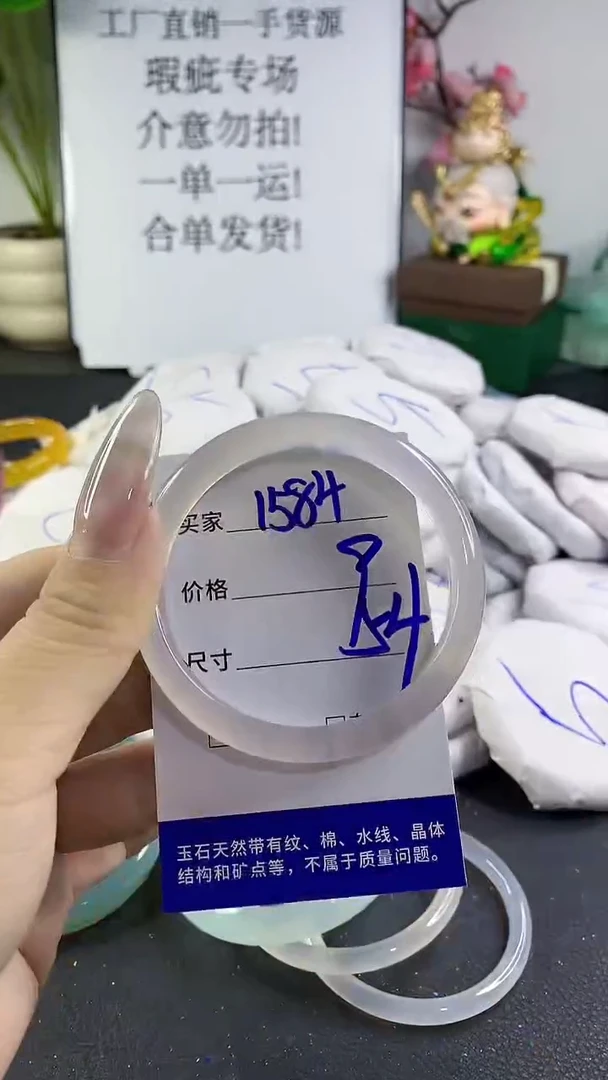 工厂直销一手货源
瑕疵专场
介意勿拍!
一单一运!
合单发货!
买家 1584
价格
尺寸 54
玉石天然带有纹、棉、水线、晶体
结构和矿点等，不属于质量问题。